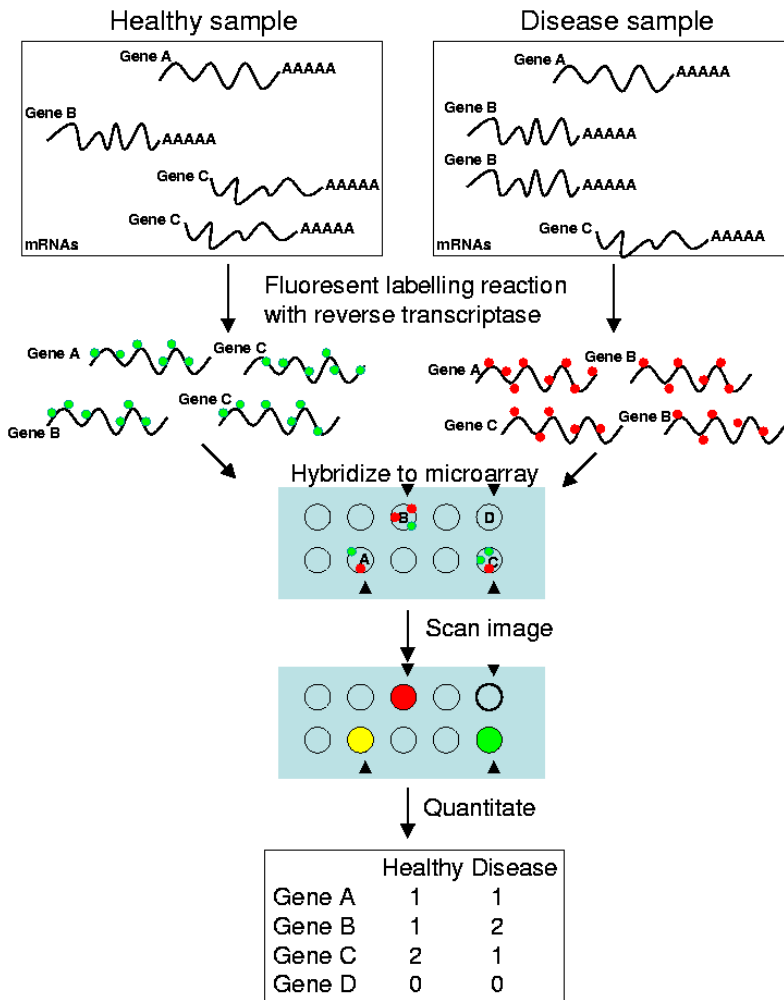 Healthy sample
Disease sample
Gene A
AAAAA
Gene B
AAAAA
Gene C
AAAAA
Gene C
AAAAA
mRNAs
Gene A
AAAAA
Gene B
AAAAA
Gene B
AAAAA
Gene C
AAAAA
mRNAs
Fluoresent labelling reaction
with reverse transcriptase
Gene A
Gene C
Gene B
Gene C
Gene A
Gene B
Gene C
Gene B
Hybridize to microarray
B
D
A
C
Scan image
Quantitate
Healthy Disease
Gene A 1 1
Gene B 1 2
Gene C 2 1
Gene D 0 0